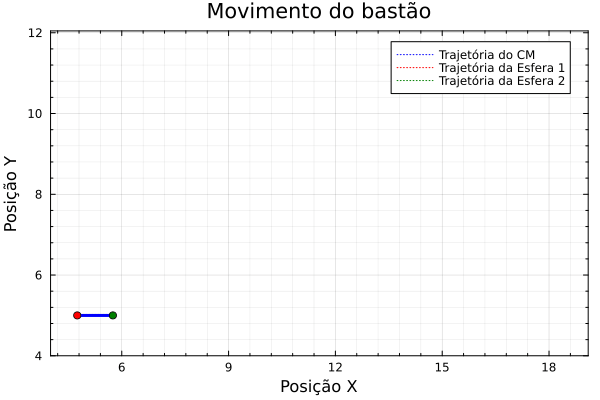 Movimento do bastão
Trajetória do CM
Trajetória da Esfera 1
Trajetória da Esfera 2
Posição Y
12
10
8
6
4
6
9
12
15
18
Posição X